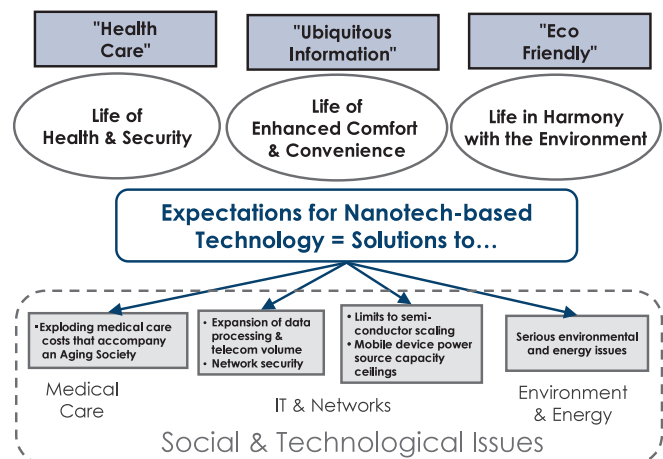 "Health
Care"
"Ubiquitous
Information"
"Eco
Friendly"
Life of
Health & Security
Life of
Enhanced Comfort
& Convenience
Life in Harmony
with the Environment
Expectations for Nanotech-based
Technology = Solutions to...
• Exploding medical care
costs that accompany
an Aging Society
• Expansion of data
processing &
telecom volume
• Network security
• Limits to semi-
conductor scaling
• Mobile device power
source capacity
ceilings
Serious environmental
and energy issues
Medical
Care
IT & Networks
Environment
& Energy
Social & Technological Issues